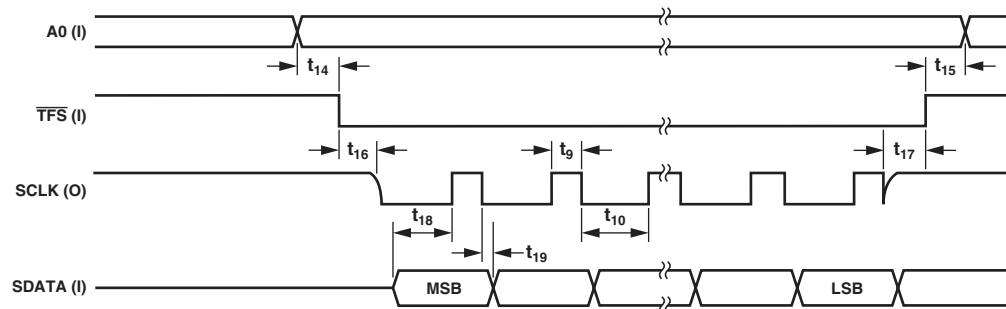 A0 (I)
t14
t15
TFS (I)
t16
t9
t17
SCLK (O)
t18
t10
t19
SDATA (I)
MSB
LSB